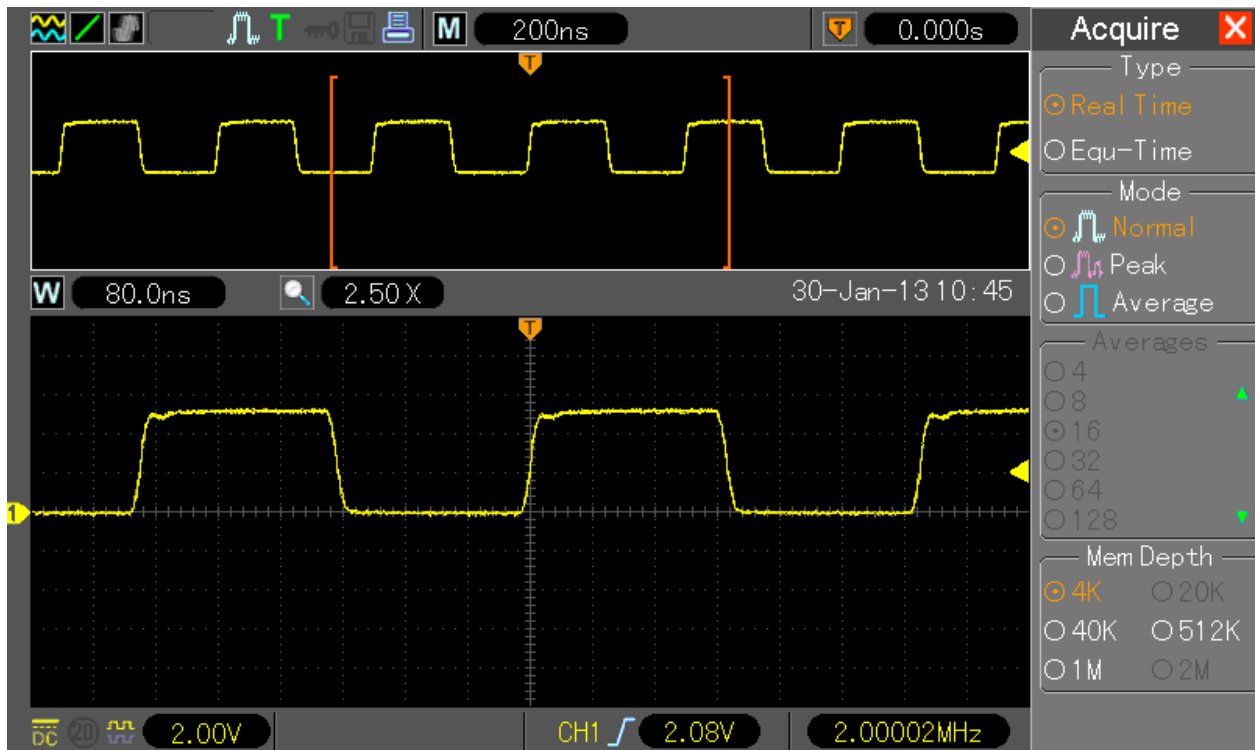 T M 200ns T 0.000s Acquire X
T
Type
Real Time
Equ-Time
Mode
Normal
Peak
Average
W 80.0ns 2.50 X 30-Jan-13 10:45
T
Averages
4
8
16
32
64
128
1
Mem Depth
4K 20K
40K 512K
1M 2M
DC 20 2.00V CH1 2.08V 2.00002MHz